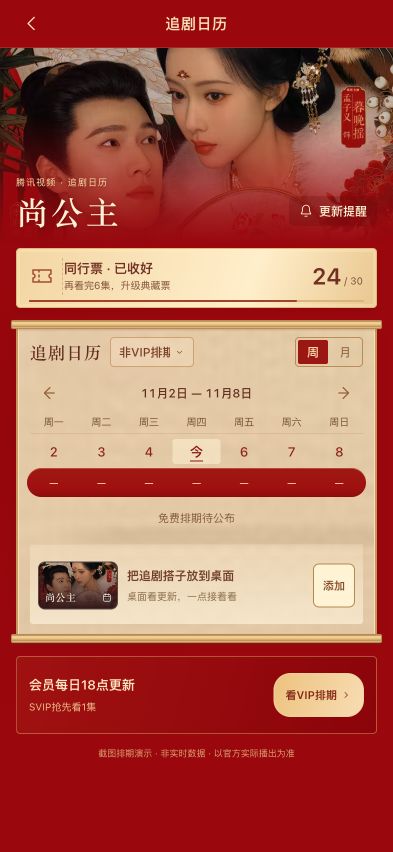 追剧日历
暮晚摇
孟子义 饰
腾讯视频 · 追剧日历
尚公主
更新提醒
同行票 · 已收好
再看完6集，升级典藏票
24 / 30
追剧日历
非VIP排期
周 月
11月2日 — 11月8日
周一 周二 周三 周四 周五 周六 周日
2 3 4 今 6 7 8
— — — — — — —
免费排期待公布
尚公主
把追剧搭子放到桌面
桌面看更新，一点接着看
添加
会员每日18点更新
SVIP抢先看1集
看VIP排期
截图排期演示 · 非实时数据 · 以官方实际播出为准